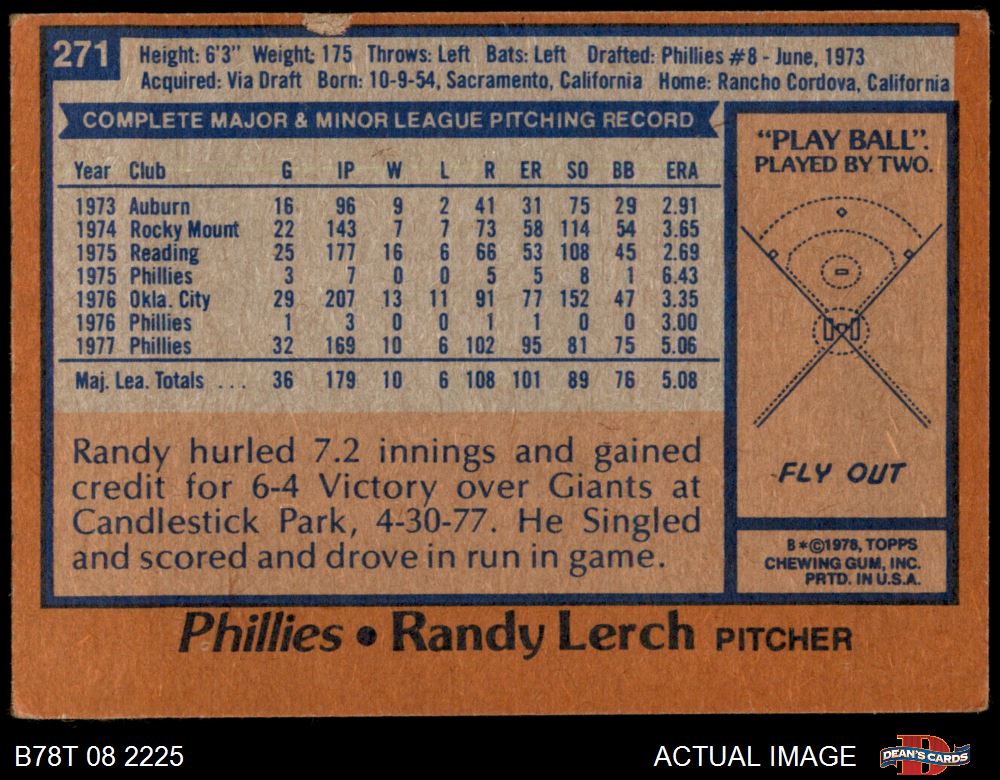 271
Height: 6'3" Weight: 175 Throws: Left Bats: Left Drafted: Phillies #8 - June, 1973
Acquired: Via Draft Born: 10-9-54, Sacramento, California Home: Rancho Cordova, California
COMPLETE MAJOR & MINOR LEAGUE PITCHING RECORD
Year Club G IP W L R ER SO BB ERA
1973 Auburn 16 96 9 2 41 31 75 29 2.91
1974 Rocky Mount 22 143 7 7 73 58 114 54 3.65
1975 Reading 25 177 16 6 66 53 108 45 2.69
1975 Phillies 3 7 0 0 5 5 8 1 6.43
1976 Okla. City 29 207 13 11 91 77 152 47 3.35
1976 Phillies 1 3 0 0 1 1 0 0 3.00
1977 Phillies 32 169 10 6 102 95 81 75 5.06
Maj. Lea. Totals ... 36 179 10 6 108 101 89 76 5.08
Randy hurled 7.2 innings and gained
credit for 6-4 Victory over Giants at
Candlestick Park, 4-30-77. He Singled
and scored and drove in run in game.
"PLAY BALL".
PLAYED BY TWO.
FLY OUT
B*©1978, TOPPS
CHEWING GUM, INC.
PRTD. IN U.S.A.
Phillies • Randy Lerch PITCHER
B78T 08 2225
ACTUAL IMAGE
DEAN'S CARDS